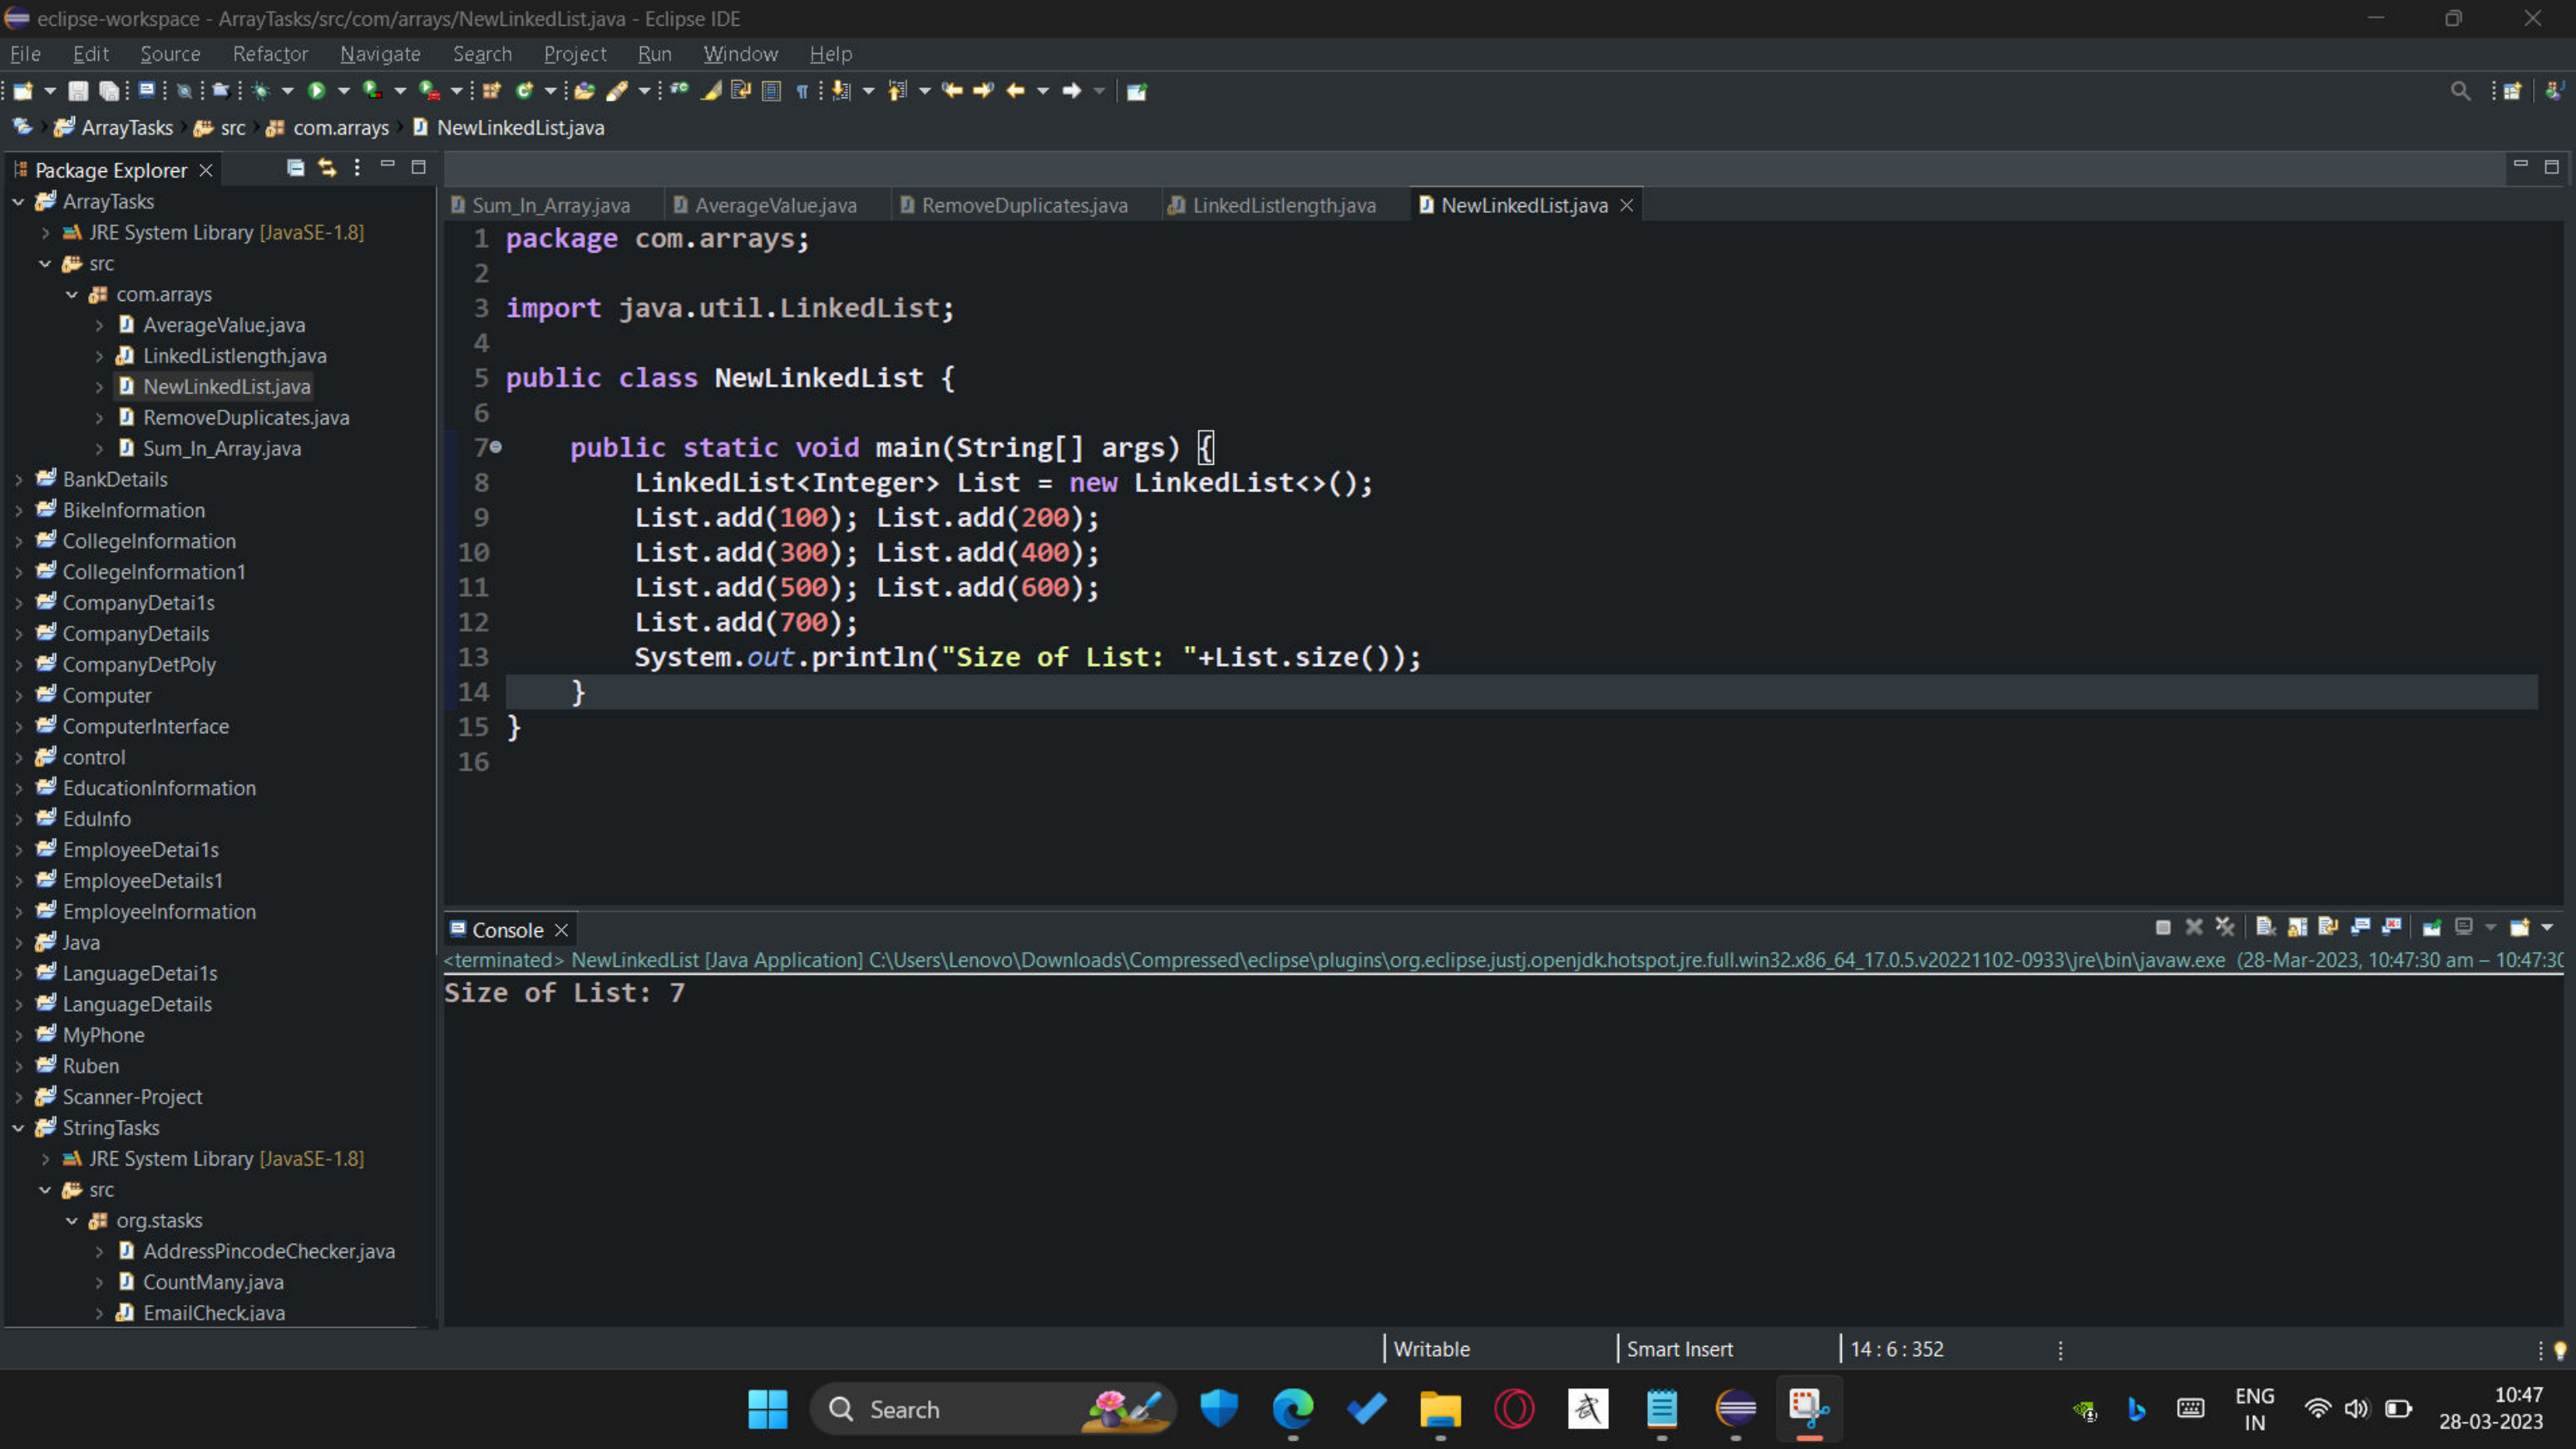 eclipse-workspace - ArrayTasks/src/com/arrays/NewLinkedList.java - Eclipse IDE
File Edit Source Refactor Navigate Search Project Run Window Help
ArrayTasks src com.arrays NewLinkedList.java
Package Explorer
ArrayTasks
JRE System Library [JavaSE-1.8]
src
com.arrays
AverageValue.java
LinkedListlength.java
NewLinkedList.java
RemoveDuplicates.java
Sum_In_Array.java
BankDetails
BikeInformation
CollegeInformation
CollegeInformation1
CompanyDetai1s
CompanyDetails
CompanyDetPoly
Computer
ComputerInterface
control
EducationInformation
EduInfo
EmployeeDetai1s
EmployeeDetails1
EmployeeInformation
Java
LanguageDetai1s
LanguageDetails
MyPhone
Ruben
Scanner-Project
StringTasks
JRE System Library [JavaSE-1.8]
src
org.stasks
AddressPincodeChecker.java
CountMany.java
EmailCheck.java
Sum_In_Array.java AverageValue.java RemoveDuplicates.java LinkedListlength.java NewLinkedList.java
1 package com.arrays;
2
3 import java.util.LinkedList;
4
5 public class NewLinkedList {
6
7 public static void main(String[] args) {
8 LinkedList<Integer> List = new LinkedList<>();
9 List.add(100); List.add(200);
10 List.add(300); List.add(400);
11 List.add(500); List.add(600);
12 List.add(700);
13 System.out.println("Size of List: "+List.size());
14 }
15 }
16
Console
<terminated> NewLinkedList [Java Application] C:\Users\Lenovo\Downloads\Compressed\eclipse\plugins\org.eclipse.justj.openjdk.hotspot.jre.full.win32.x86_64_17.0.5.v20221102-0933\jre\bin\javaw.exe (28-Mar-2023, 10:47:30 am – 10:47:30
Size of List: 7
Writable Smart Insert 14 : 6 : 352
Search
ENG
IN
10:47
28-03-2023